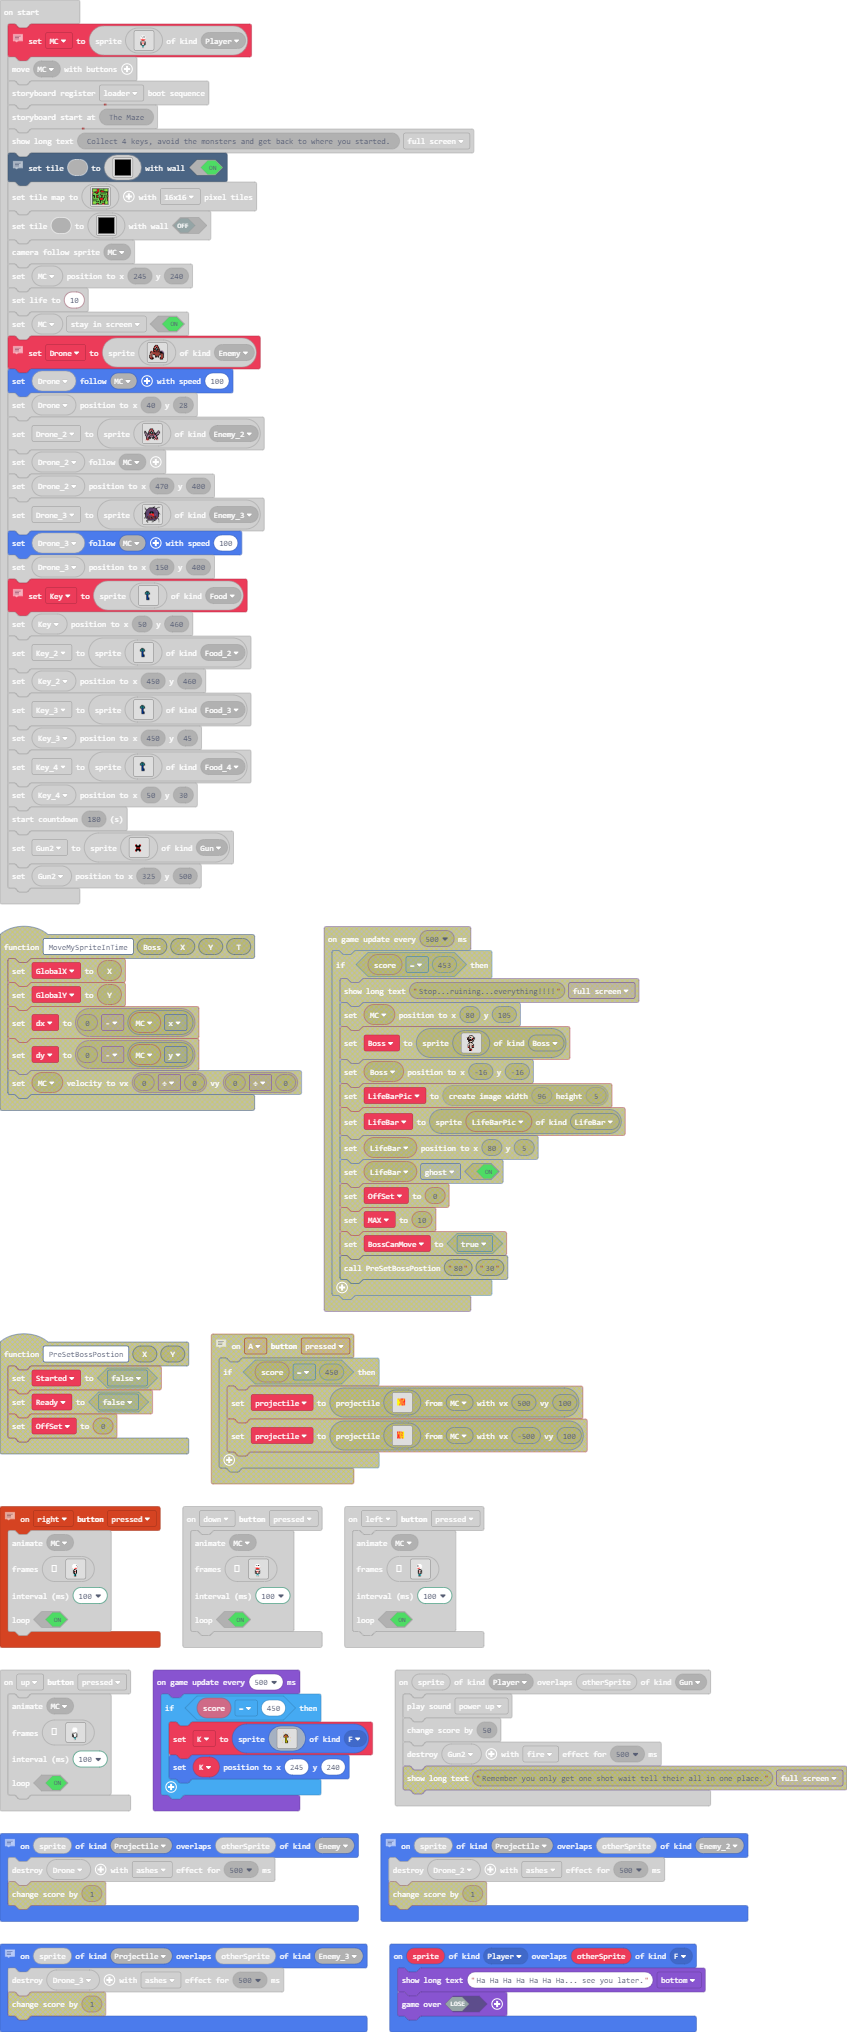 on start
set MC to sprite of kind Player
move MC with buttons
storyboard register loader boot sequence
storyboard start at The Maze
show long text Collect 4 keys, avoid the monsters and get back to where you started. full screen
set tile to with wall ON
set tile map to with 16x16 pixel tiles
set tile to with wall OFF
camera follow sprite MC
set MC position to x 245 y 240
set life to 10
set MC stay in screen ON
set Drone to sprite of kind Enemy
set Drone follow MC with speed 100
set Drone position to x 40 y 28
set Drone_2 to sprite of kind Enemy_2
set Drone_2 follow MC
set Drone_2 position to x 470 y 400
set Drone_3 to sprite of kind Enemy_3
set Drone_3 follow MC with speed 100
set Drone_3 position to x 150 y 400
set Key to sprite of kind Food
set Key position to x 50 y 460
set Key_2 to sprite of kind Food_2
set Key_2 position to x 450 y 460
set Key_3 to sprite of kind Food_3
set Key_3 position to x 450 y 45
set Key_4 to sprite of kind Food_4
set Key_4 position to x 50 y 30
start countdown 180 (s)
set Gun2 to sprite of kind Gun
set Gun2 position to x 325 y 500
function MoveMySpriteInTime Boss X Y T
set GlobalX to X
set GlobalY to Y
set dx to 0 - MC x
set dy to 0 - MC y
set MC velocity to vx 0 ÷ 0 vy 0 ÷ 0
on game update every 500 ms
if score = 453 then
show long text "Stop...ruining...everything!!!!" full screen
set MC position to x 80 y 105
set Boss to sprite of kind Boss
set Boss position to x -16 y -16
set LifeBarPic to create image width 96 height 5
set LifeBar to sprite LifeBarPic of kind LifeBar
set LifeBar position to x 80 y 5
set LifeBar ghost ON
set OffSet to 0
set MAX to 10
set BossCanMove to true
call PreSetBossPostion "80" "30"
function PreSetBossPostion X Y
set Started to false
set Ready to false
set OffSet to 0
on A button pressed
if score = 450 then
set projectile to projectile from MC with vx 500 vy 100
set projectile to projectile from MC with vx -500 vy 100
on right button pressed
animate MC
frames
interval (ms) 100
loop ON
on down button pressed
animate MC
frames
interval (ms) 100
loop ON
on left button pressed
animate MC
frames
interval (ms) 100
loop ON
on up button pressed
animate MC
frames
interval (ms) 100
loop ON
on game update every 500 ms
if score = 450 then
set K to sprite of kind F
set K position to x 245 y 240
on sprite of kind Player overlaps otherSprite of kind Gun
play sound power up
change score by 50
destroy Gun2 with fire effect for 500 ms
show long text "Remember you only get one shot wait tell their all in one place." full screen
on sprite of kind Projectile overlaps otherSprite of kind Enemy
destroy Drone with ashes effect for 500 ms
change score by 1
on sprite of kind Projectile overlaps otherSprite of kind Enemy_2
destroy Drone_2 with ashes effect for 500 ms
change score by 1
on sprite of kind Projectile overlaps otherSprite of kind Enemy_3
destroy Drone_3 with ashes effect for 500 ms
change score by 1
on sprite of kind Player overlaps otherSprite of kind F
show long text "Ha Ha Ha Ha Ha Ha Ha... see you later." bottom
game over LOSE